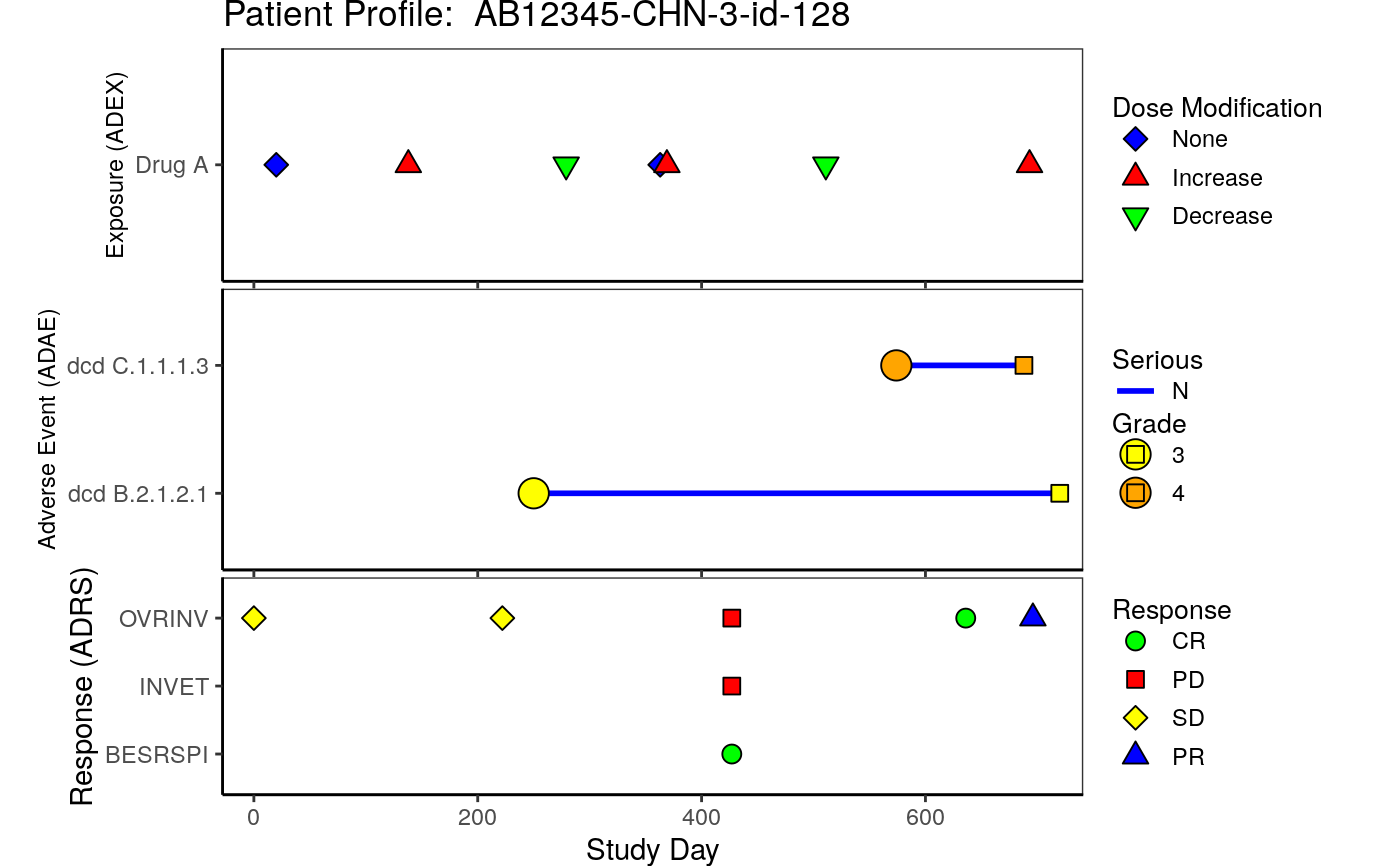 Patient Profile:  AB12345-CHN-3-id-128
Exposure (ADEX)
Drug A
Dose Modification
None
Increase
Decrease
Adverse Event (ADAE)
dcd C.1.1.1.3
dcd B.2.1.2.1
Serious
N
Grade
3
4
Response (ADRS)
OVRINV
INVET
BESRSPI
Response
CR
PD
SD
PR
0 200 400 600
Study Day